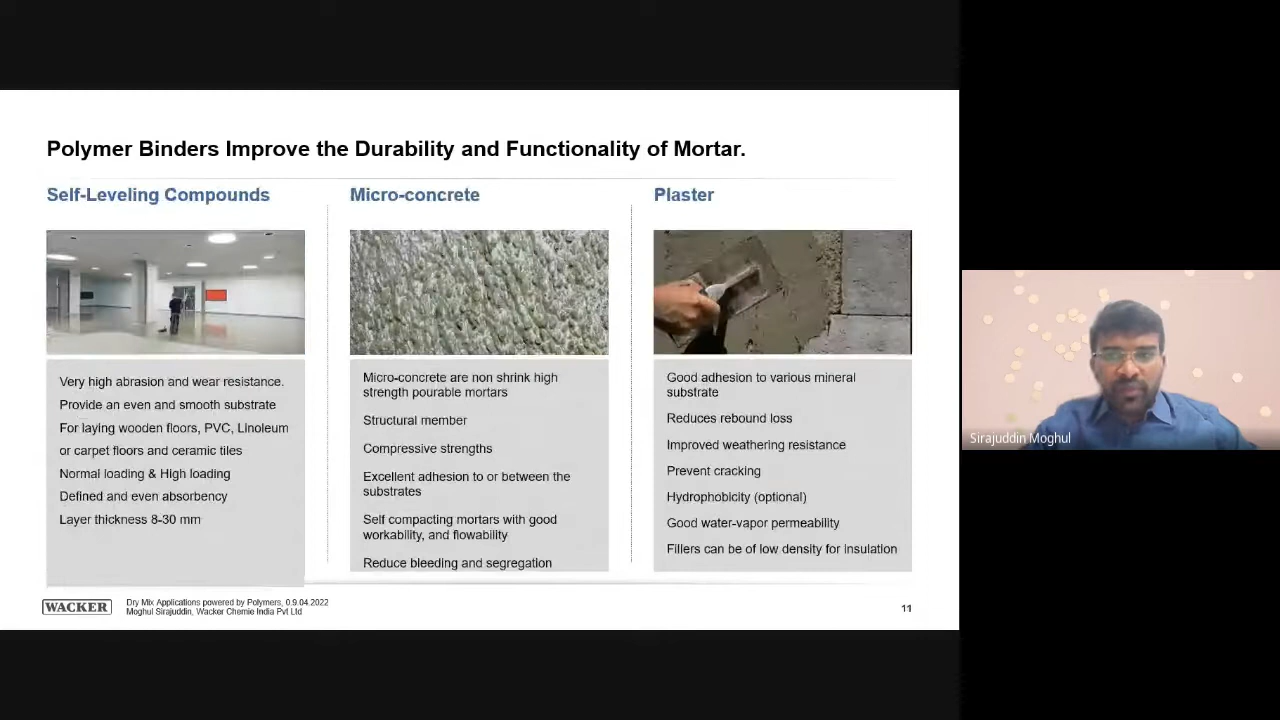 Polymer Binders Improve the Durability and Functionality of Mortar.
Self-Leveling Compounds
Very high abrasion and wear resistance.
Provide an even and smooth substrate
For laying wooden floors, PVC, Linoleum
or carpet floors and ceramic tiles
Normal loading & High loading
Defined and even absorbency
Layer thickness 8-30 mm
Micro-concrete
Micro-concrete are non shrink high
strength pourable mortars
Structural member
Compressive strengths
Excellent adhesion to or between the
substrates
Self compacting mortars with good
workability, and flowability
Reduce bleeding and segregation
Plaster
Good adhesion to various mineral
substrate
Reduces rebound loss
Improved weathering resistance
Prevent cracking
Hydrophobicity (optional)
Good water-vapor permeability
Fillers can be of low density for insulation
WACKER
Dry Mix Applications powered by Polymers, 0.9.04.2022
Moghul Sirajuddin, Wacker Chemie India Pvt Ltd
11
Sirajuddin Moghul